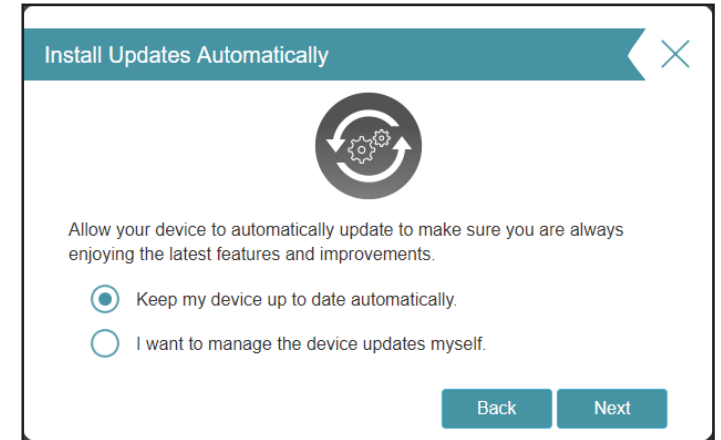 Install Updates Automatically
Allow your device to automatically update to make sure you are always
enjoying the latest features and improvements.
Keep my device up to date automatically.
I want to manage the device updates myself.
Back
Next